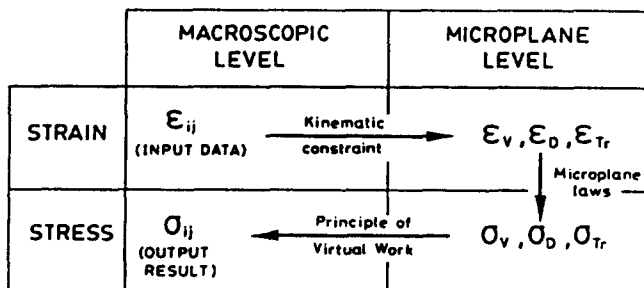 MACROSCOPIC LEVEL
MICROPLANE LEVEL
STRAIN
εij
(INPUT DATA)
Kinematic
constraint
εV , εD , εTr
Microplane
laws
STRESS
σij
(OUTPUT
RESULT)
Principle of
Virtual Work
σV , σD , σTr